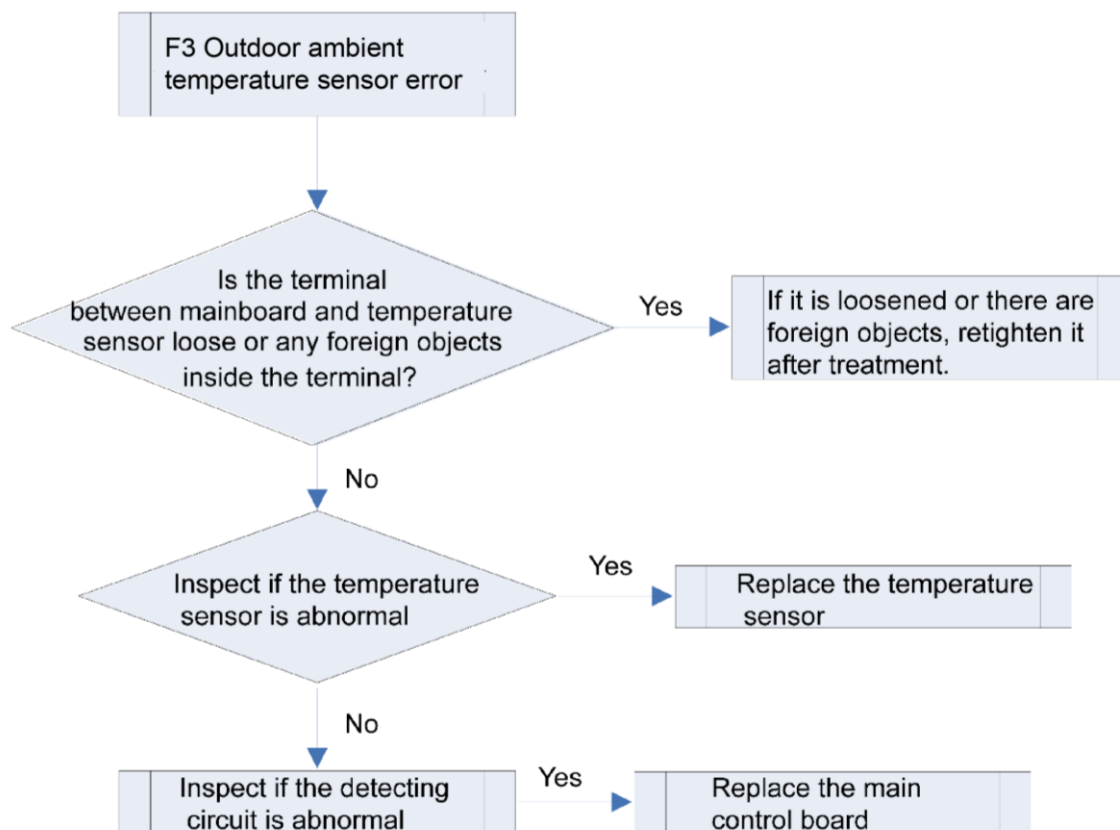 F3 Outdoor ambient
temperature sensor error
Is the terminal
between mainboard and temperature
sensor loose or any foreign objects
inside the terminal?
Yes
If it is loosened or there are
foreign objects, retighten it
after treatment.
No
Inspect if the temperature
sensor is abnormal
Yes
Replace the temperature
sensor
No
Inspect if the detecting
circuit is abnormal
Yes
Replace the main
control board